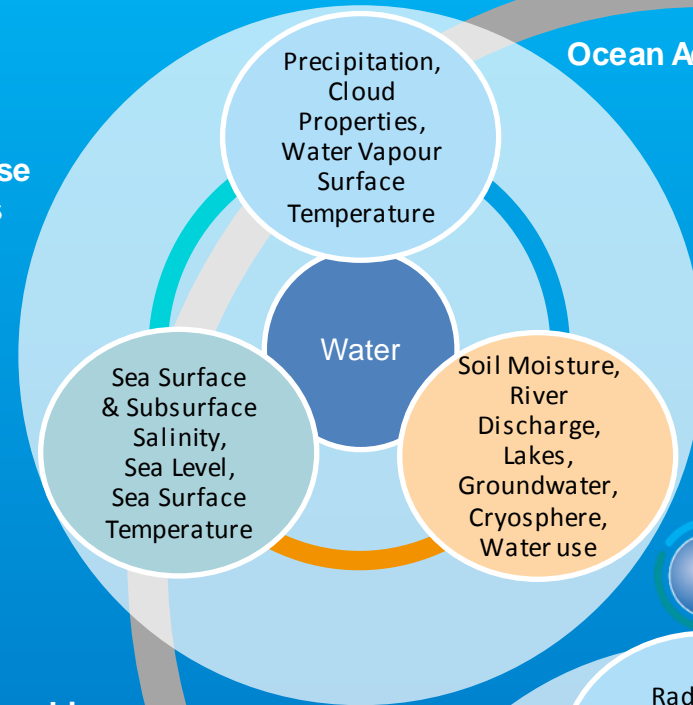 Ocean A
se
s
Precipitation,
Cloud
Properties,
Water Vapour
Surface
Temperature
Water
Sea Surface
& Subsurface
Salinity,
Sea Level,
Sea Surface
Temperature
Soil Moisture,
River
Discharge,
Lakes,
Groundwater,
Cryosphere,
Water use
Rad